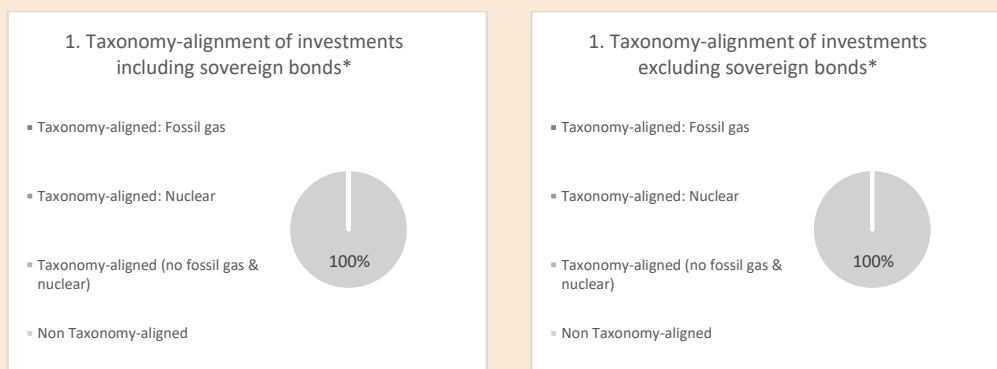 1. Taxonomy-alignment of investments
including sovereign bonds*
Taxonomy-aligned: Fossil gas
Taxonomy-aligned: Nuclear
Taxonomy-aligned (no fossil gas &
nuclear)
Non Taxonomy-aligned
100%
1. Taxonomy-alignment of investments
excluding sovereign bonds*
Taxonomy-aligned: Fossil gas
Taxonomy-aligned: Nuclear
Taxonomy-aligned (no fossil gas &
nuclear)
Non Taxonomy-aligned
100%